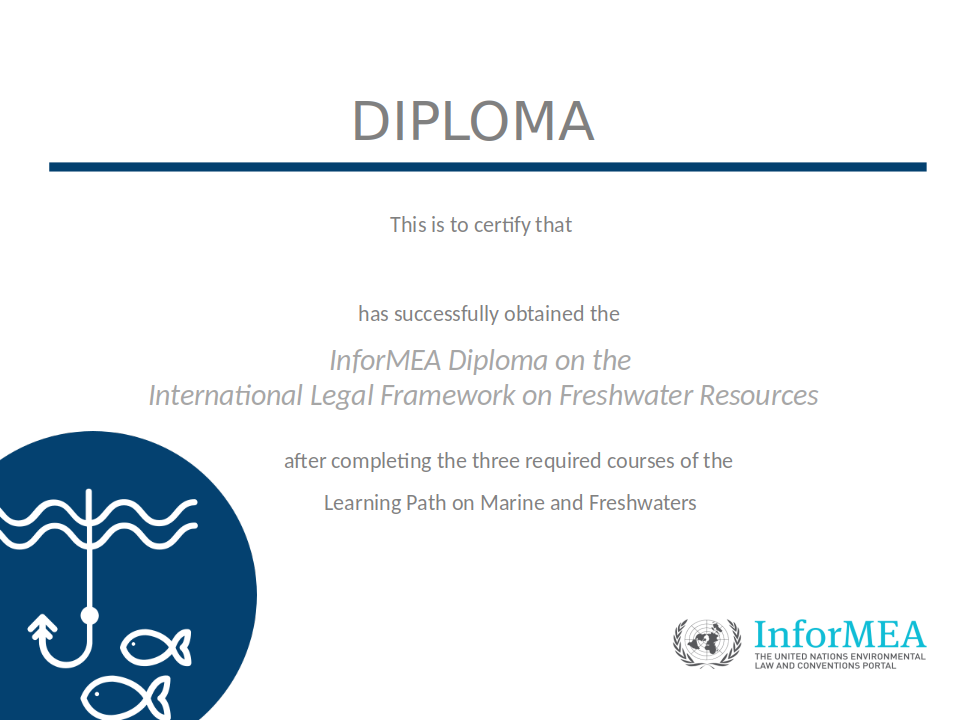 DIPLOMA
This is to certify that
has successfully obtained the
InforMEA Diploma on the
International Legal Framework on Freshwater Resources
after completing the three required courses of the
Learning Path on Marine and Freshwaters
InforMEA
THE UNITED NATIONS ENVIRONMENTAL
LAW AND CONVENTIONS PORTAL